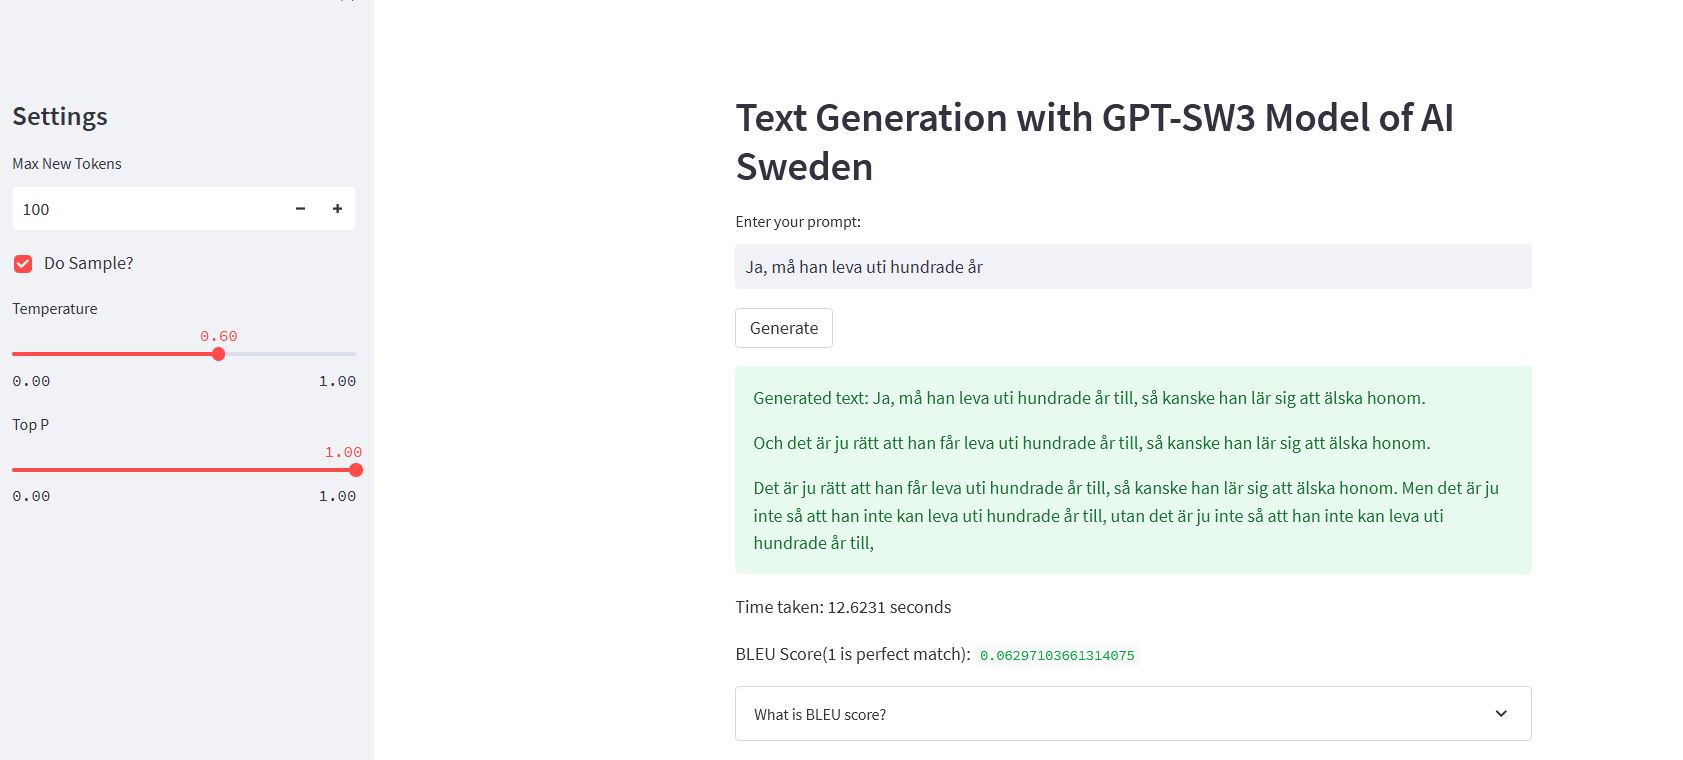 Settings
Max New Tokens
100
Do Sample?
Temperature
0.60
0.00 1.00
Top P
1.00
0.00 1.00
Text Generation with GPT-SW3 Model of AI
Sweden
Enter your prompt:
Ja, må han leva uti hundrade år
Generate
Generated text: Ja, må han leva uti hundrade år till, så kanske han lär sig att älska honom.
Och det är ju rätt att han får leva uti hundrade år till, så kanske han lär sig att älska honom.
Det är ju rätt att han får leva uti hundrade år till, så kanske han lär sig att älska honom. Men det är ju
inte så att han inte kan leva uti hundrade år till, utan det är ju inte så att han inte kan leva uti
hundrade år till,
Time taken: 12.6231 seconds
BLEU Score(1 is perfect match): 0.06297103661314075
What is BLEU score?